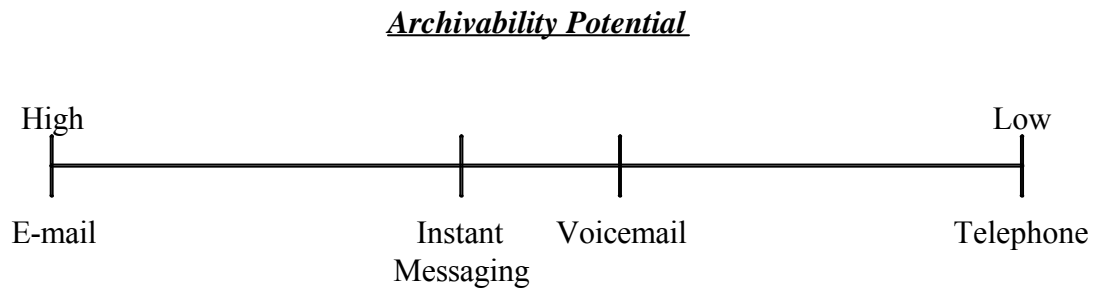 Archivability Potential
High Low
E-mail Instant Messaging Voicemail Telephone